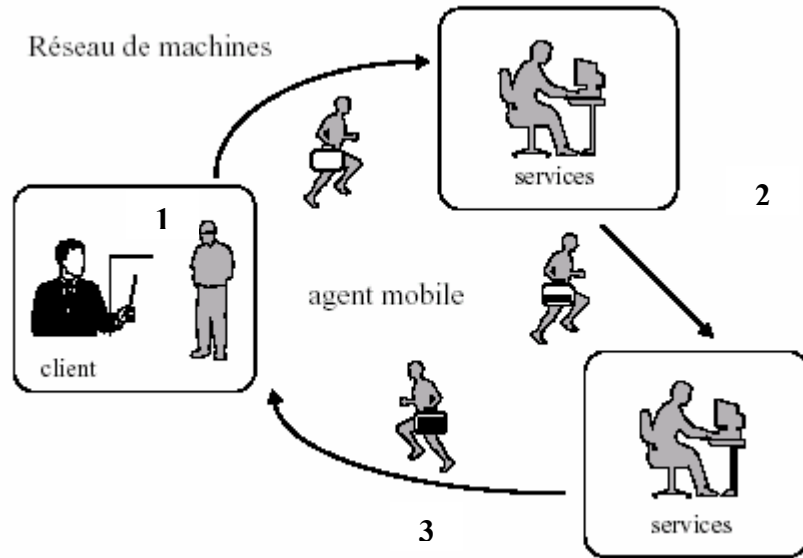 Réseau de machines
services
1
2
agent mobile
client
services
3